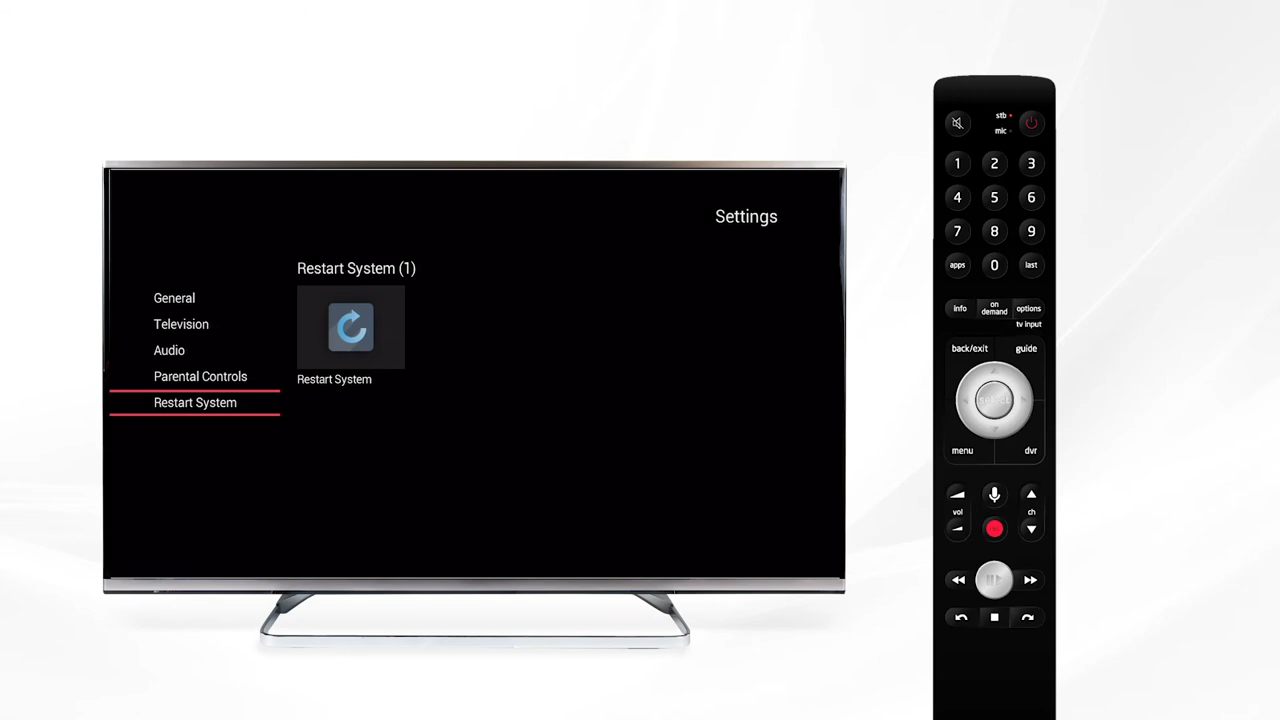 Settings
Restart System (1)
General
Television
Audio
Parental Controls
Restart System
Restart System
stb
mic
1 2 3
4 5 6
7 8 9
apps 0 last
info on demand options
tv input
back/exit guide
menu dvr
vol ch